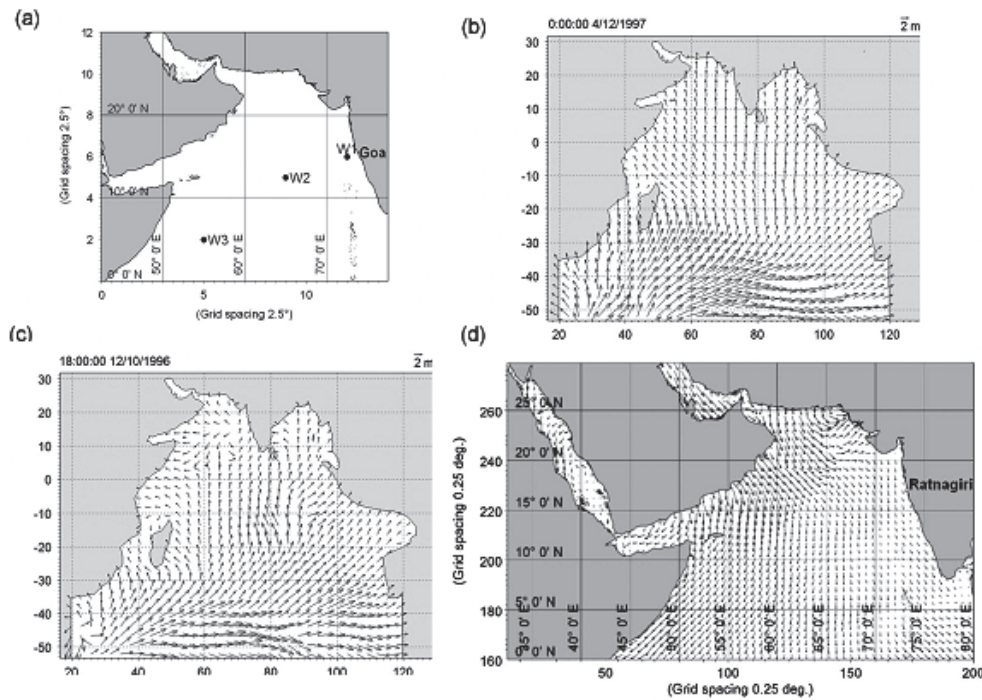 (a)
12
10
8
6
4
2
0
0 5 10
(Grid spacing 2.5°)
(Grid spacing 2.5°)
20° 0' N
10° 0' N
0° 0' N
50° 0' E
60° 0' E
70° 0' E
W1
Goa
W2
W3
(b)
0:00:00 4/12/1997
2 m
30
20
10
0
-10
-20
-30
-40
-50
20 40 60 80 100 120
(c)
18:00:00 12/10/1996
2 m
30
20
10
0
-10
-20
-30
-40
-50
20 40 60 80 100 120
(d)
260
240
220
200
180
160
50 100 150 200
(Grid spacing 0.25 deg.)
(Grid spacing 0.25 deg.)
25° 0' N
20° 0' N
15° 0' N
10° 0' N
5° 0' N
0° 0' N
35° 0' E
40° 0' E
45° 0' E
50° 0' E
55° 0' E
60° 0' E
65° 0' E
70° 0' E
75° 0' E
80° 0' E
Ratnagiri